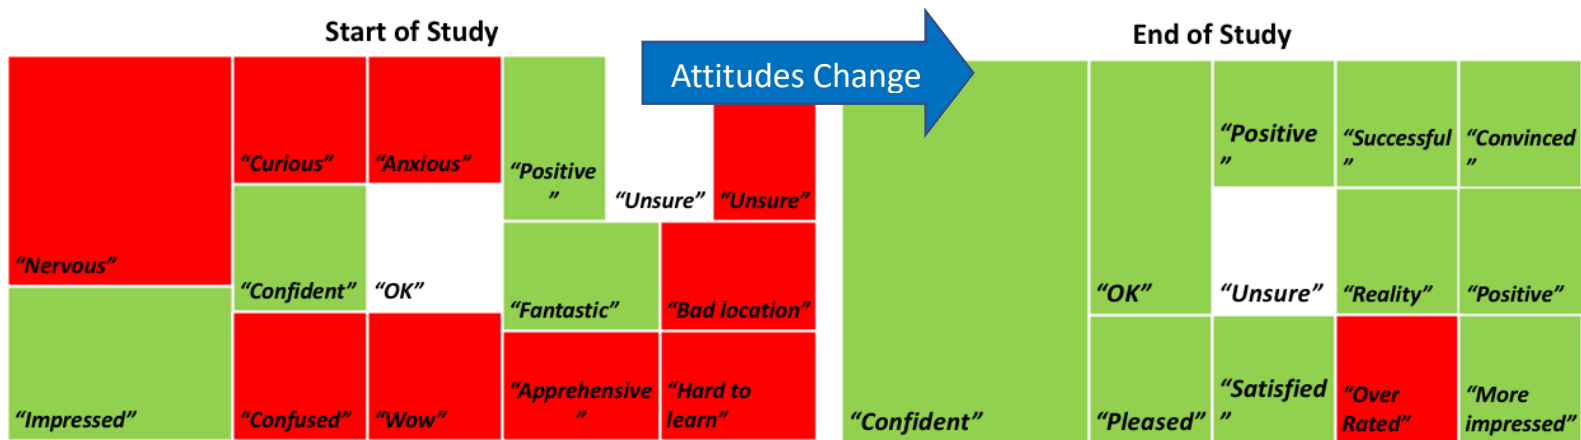 Start of Study
Attitudes Change
End of Study
“Nervous”
“Impressed”
“Curious”
“Confident”
“Confused”
“Anxious”
“OK”
“Wow”
“Positive
”
“Unsure”
“Unsure”
“Fantastic”
“Bad location”
“Apprehensive
”
“Hard to
learn”
“Confident”
“OK”
“Pleased”
“Positive
”
“Successful
”
“Convinced
”
“Unsure”
“Reality”
“Positive”
“Satisfied
”
“Over
Rated”
“More
impressed”